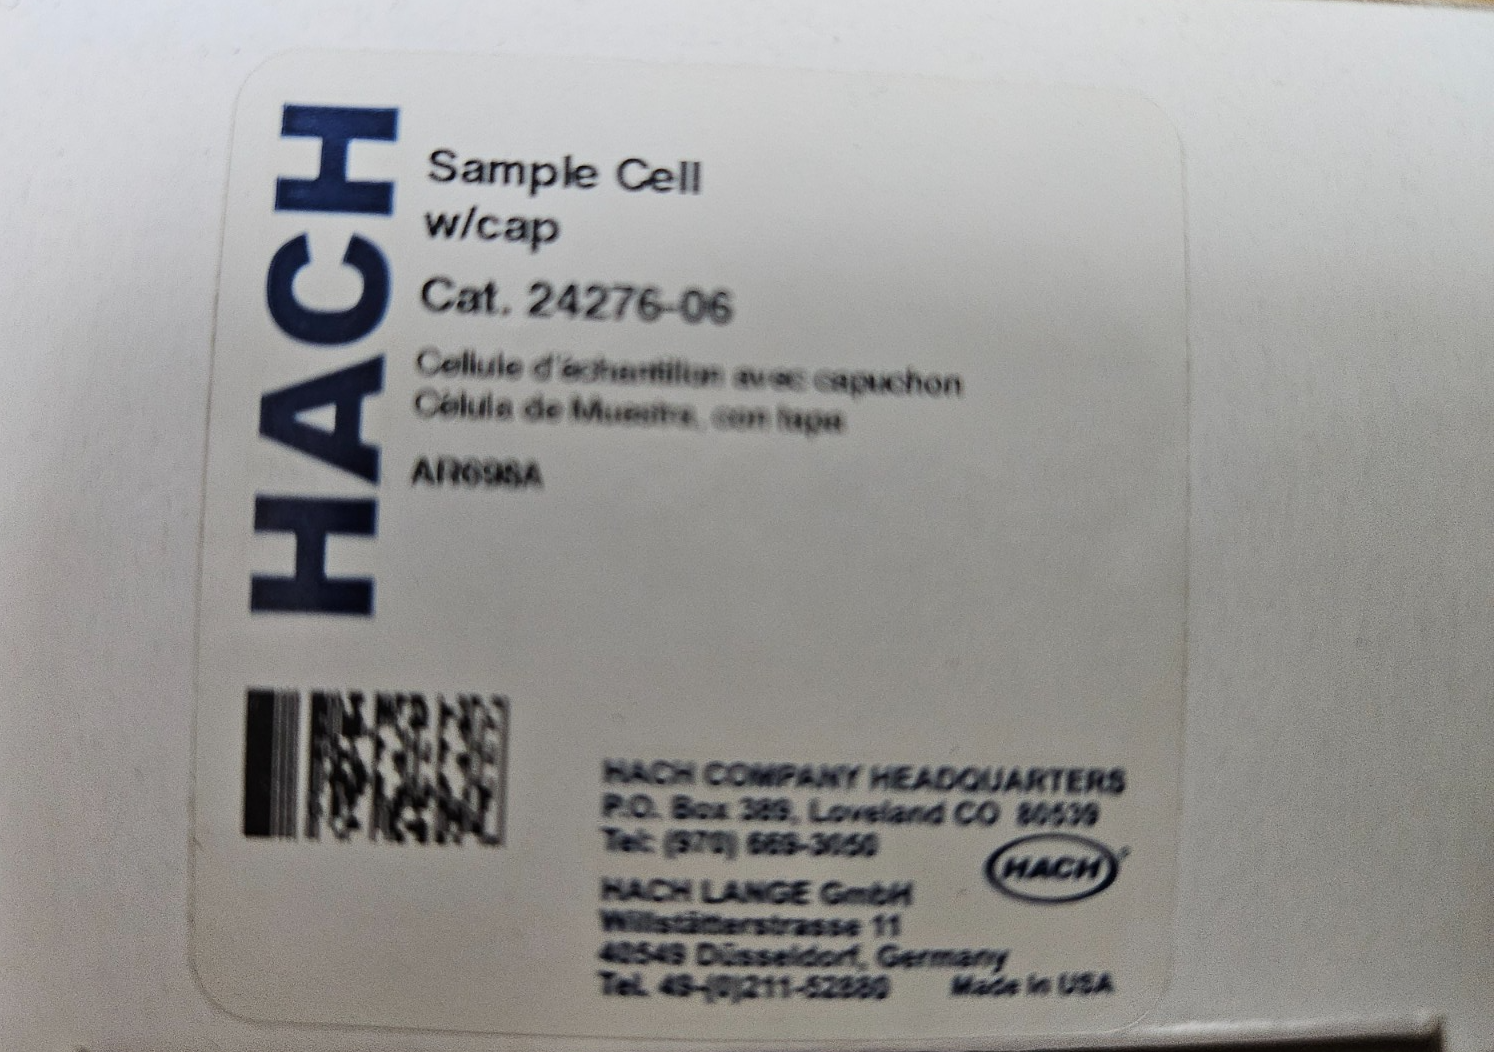 HACH
Sample Cell
w/cap
Cat. 24276-06
Cellule d'échantillon avec capuchon
Célula de Muestra, con tapa
AR698A
HACH COMPANY HEADQUARTERS
P.O. Box 389, Loveland CO 80539
Tel: (970) 669-3050
HACH
HACH LANGE GmbH
Willstätterstrasse 11
40549 Düsseldorf, Germany
Tel. 49-(0)211-52880
Made in USA